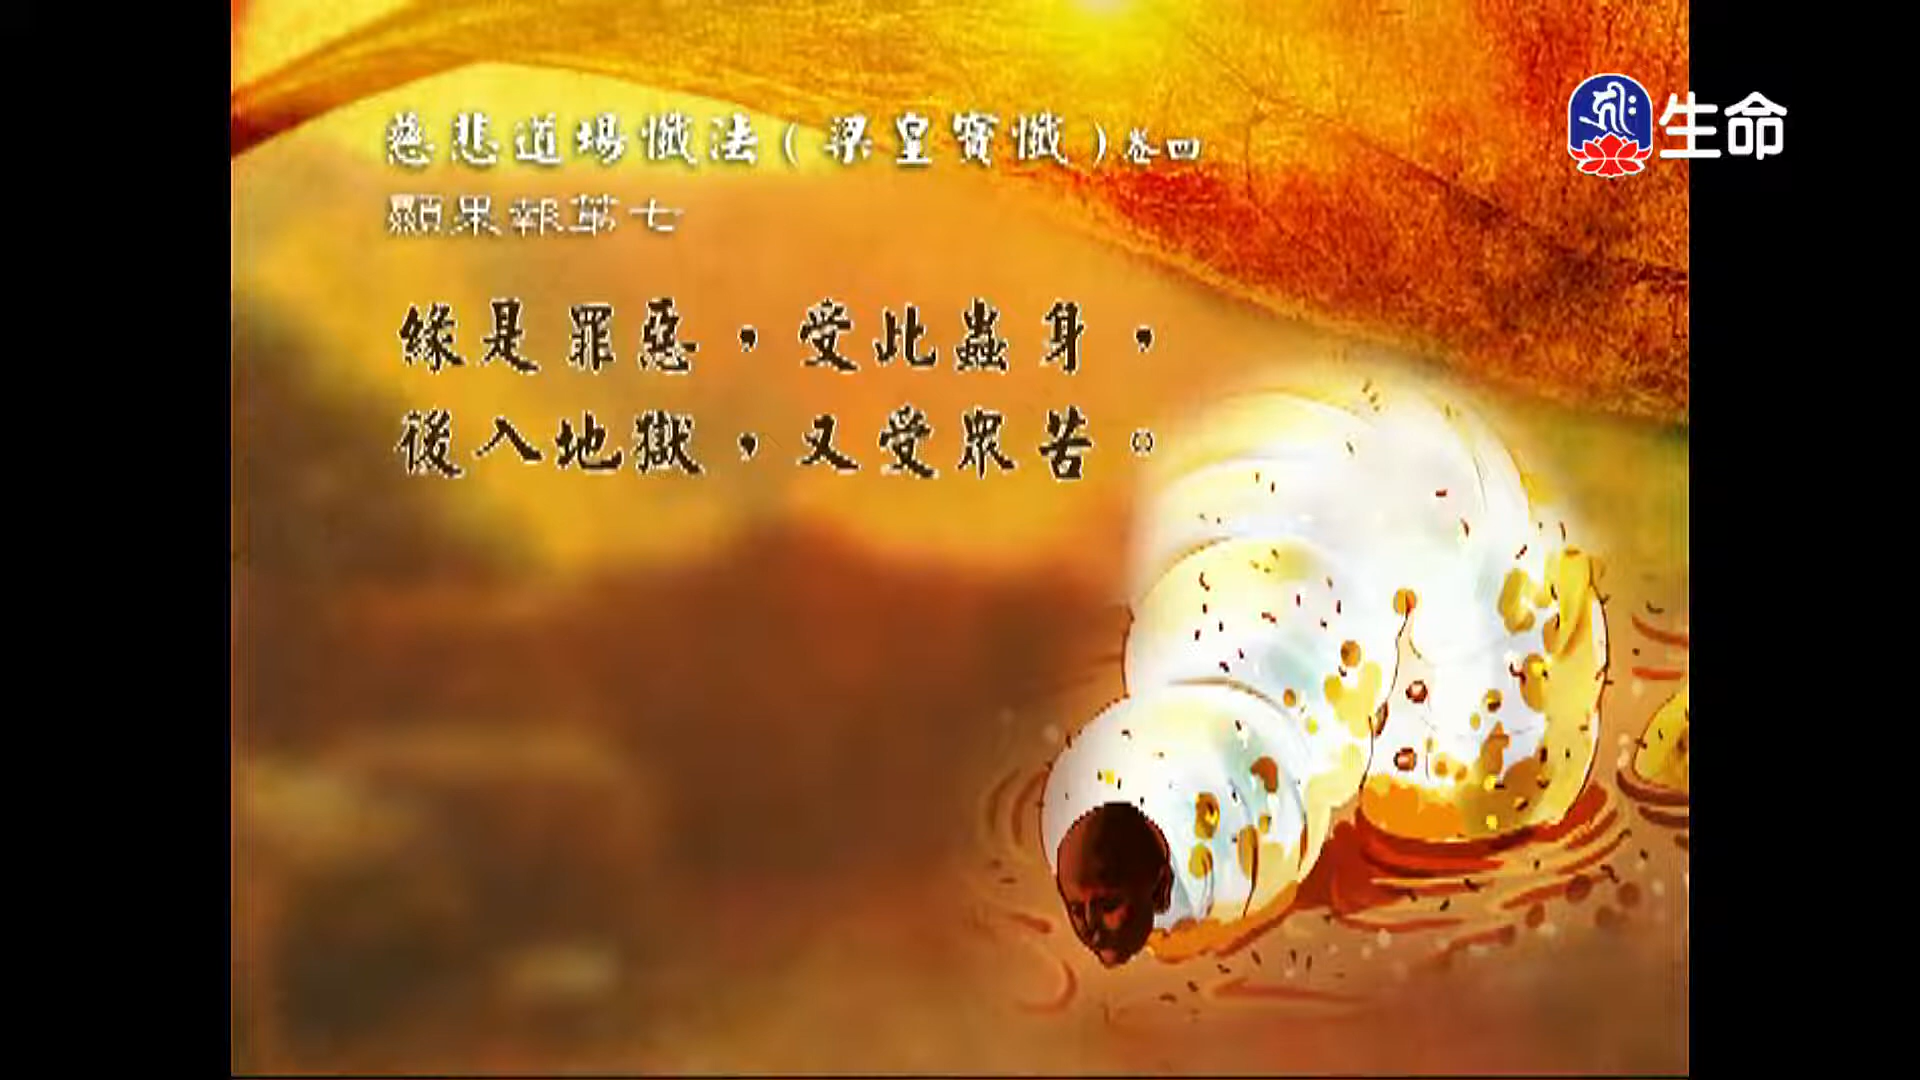 慈悲道場懺法(梁皇寶懺)卷四
顯果報第七
緣是罪惡，受此蟲身，
後入地獄，又受眾苦。
生命